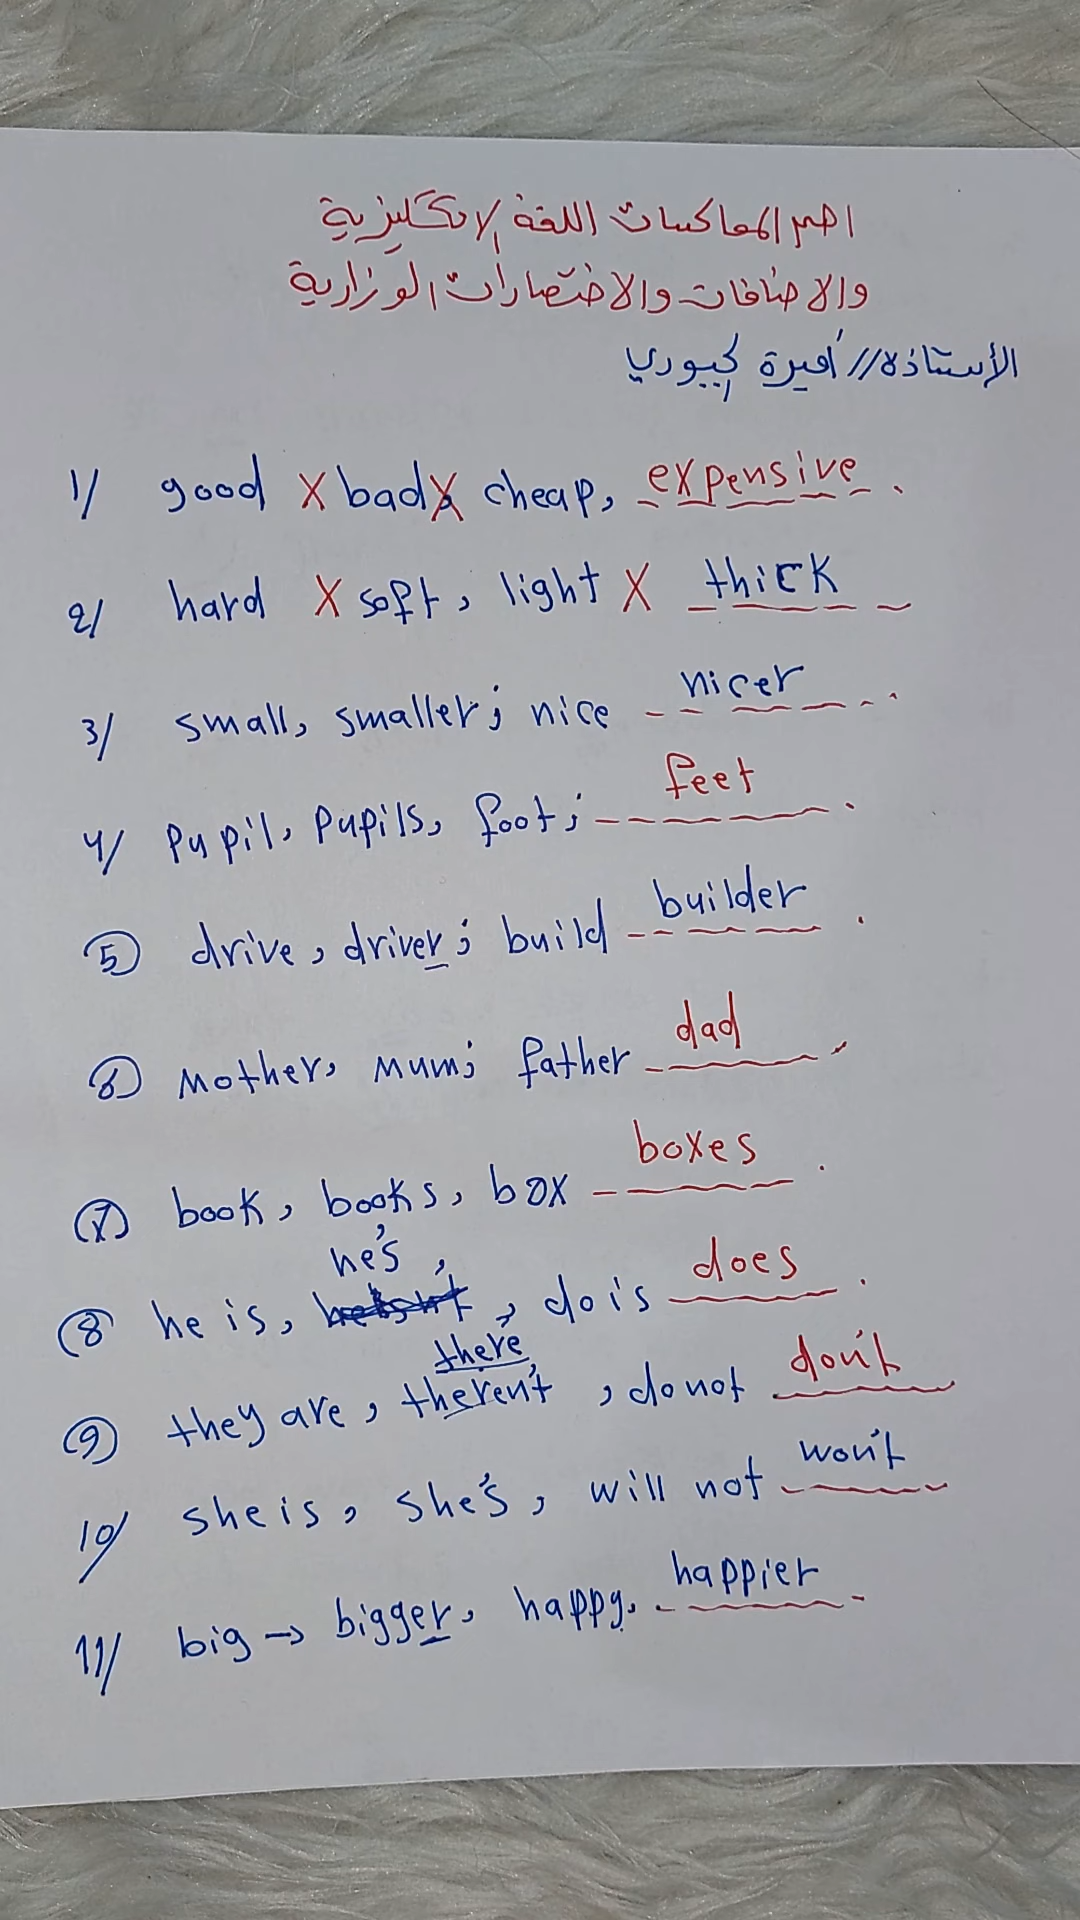 اهم المعاكسات اللغة الانكليزية
والاضافات والاختصارات الوزارية
الأستاذة// أميرة الجبوري
1/ good X bad X cheap, expensive.
2/ hard X soft, light X thick
3/ small, smaller; nice nicer.
4/ Pupil, Pupils, foot; feet.
5 drive, driver; build builder.
6 Mother, Mum; father dad.
7 book, books, box boxes.
8 he is, he's, do is does.
9 they are, there, theren't, do not don't
10/ she is, she's, will not won't
11/ big → bigger, happy, happier.